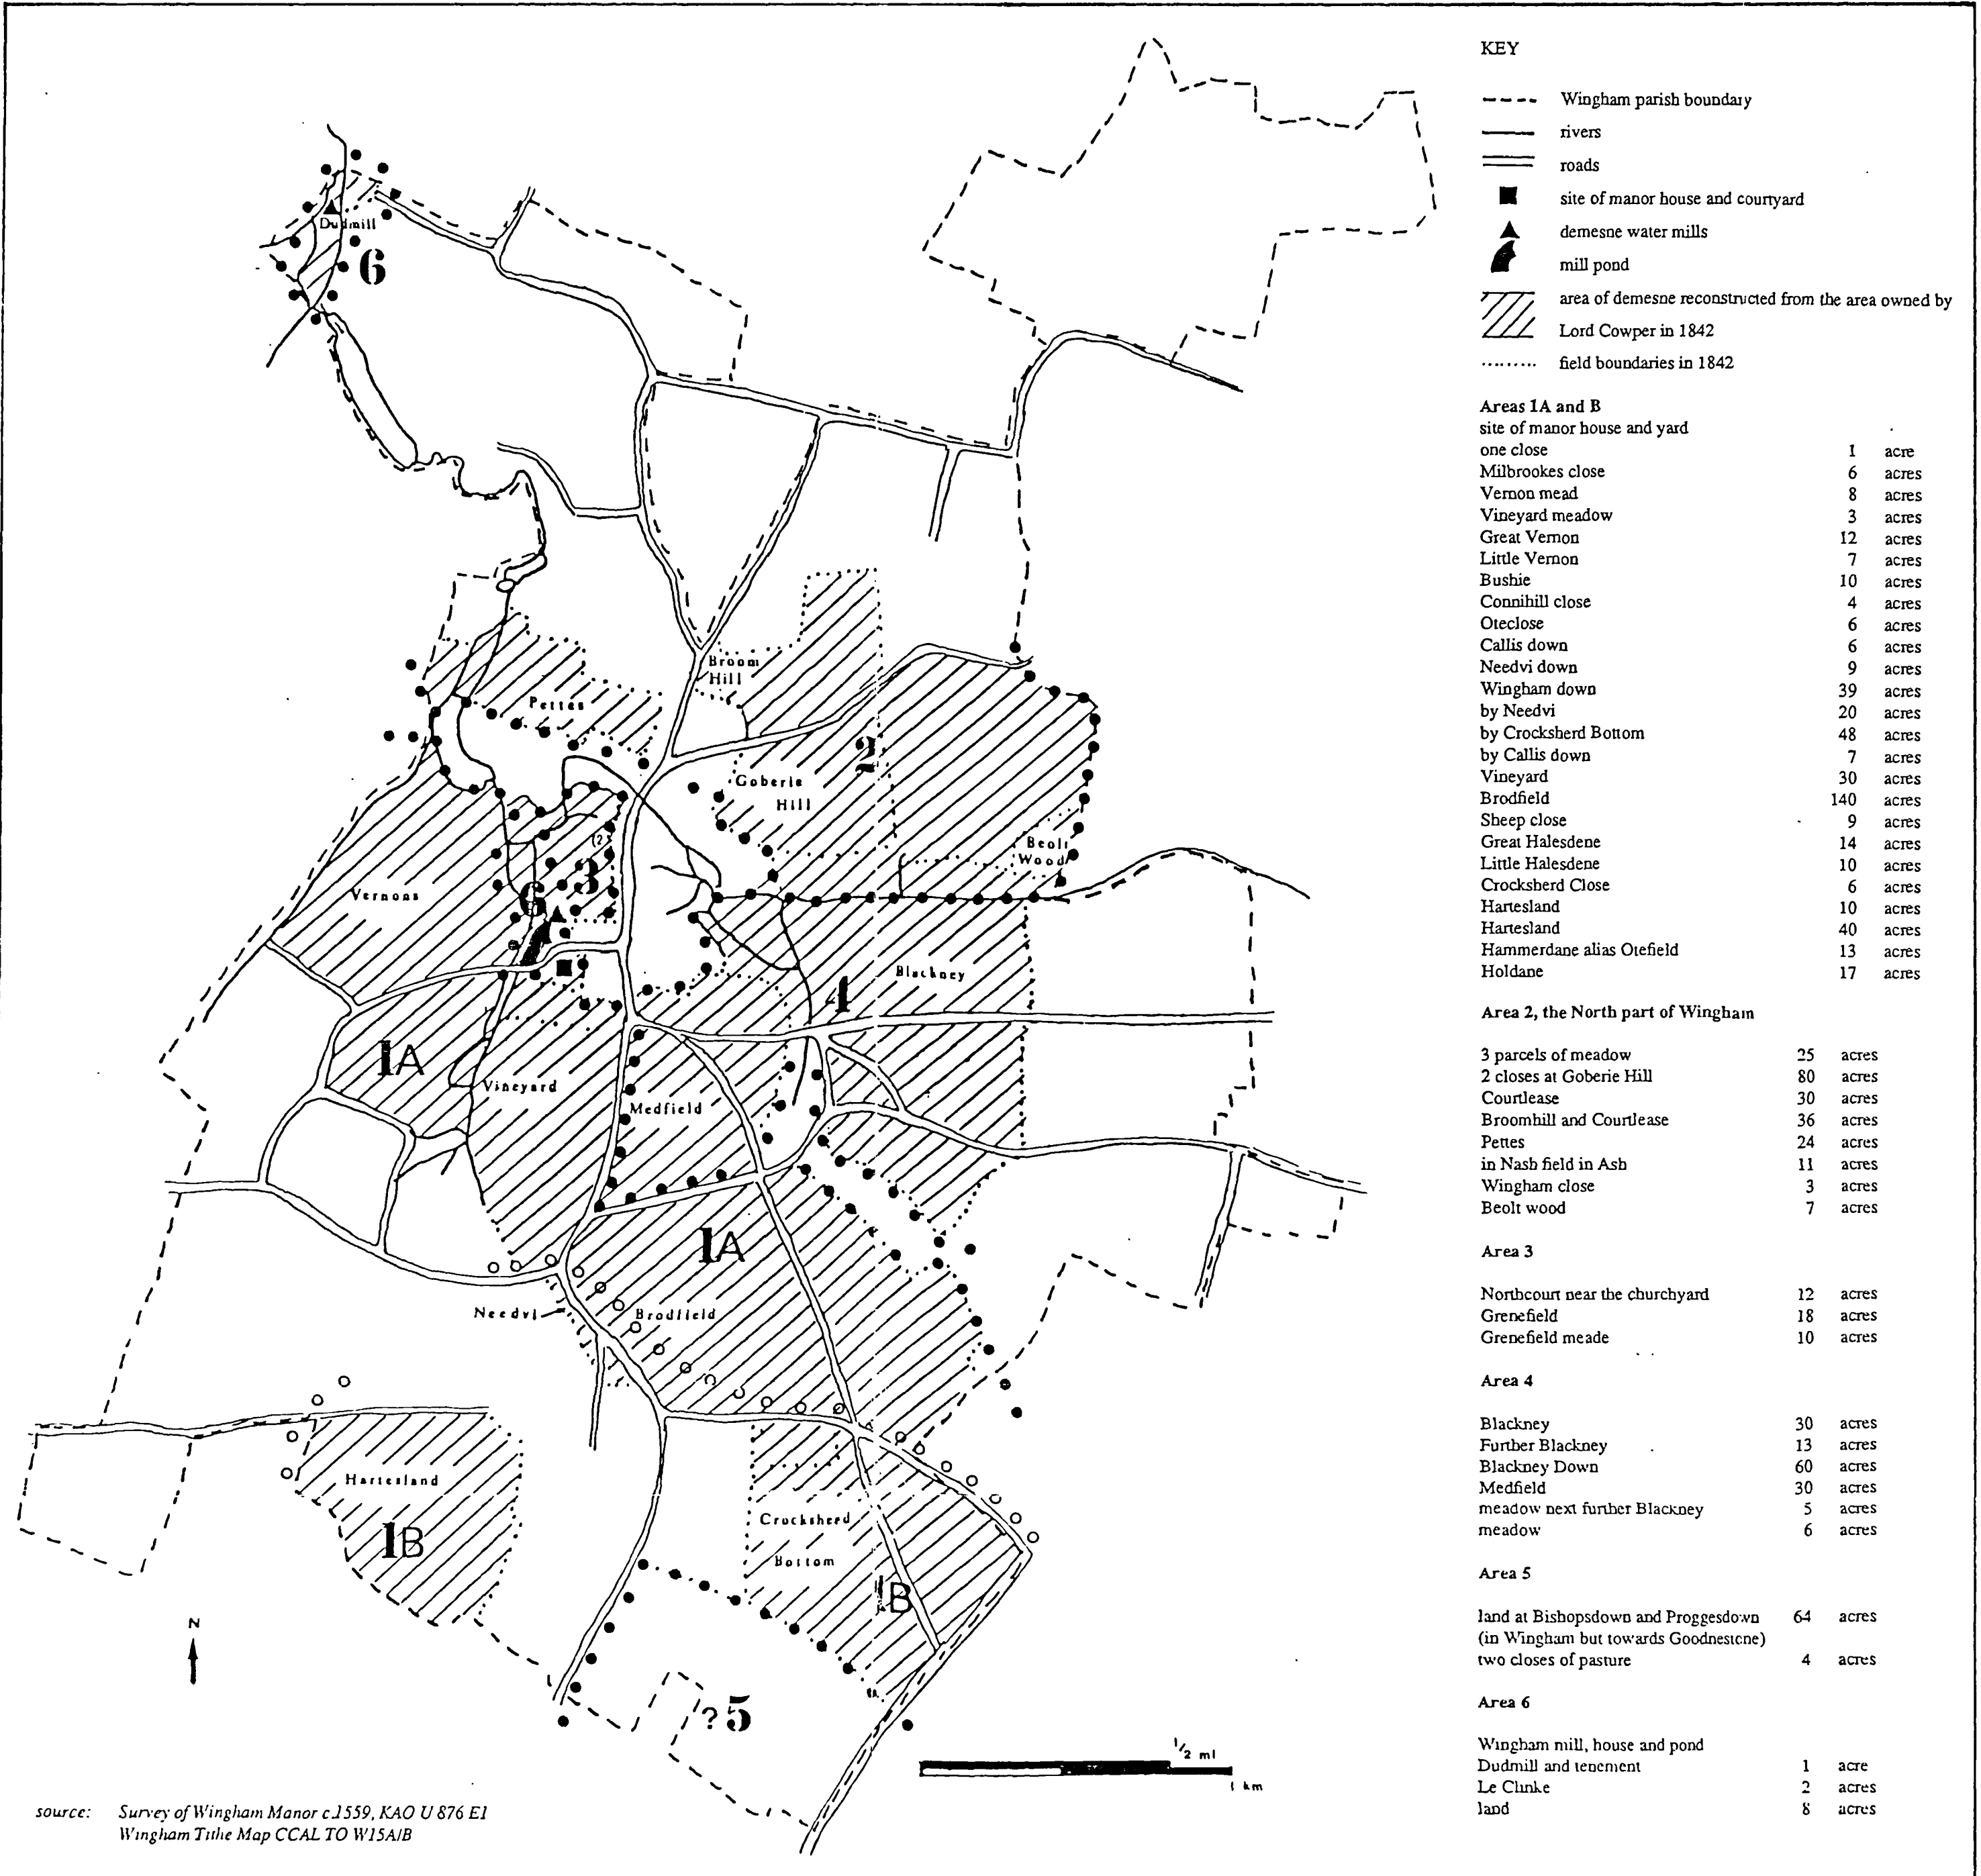 KEY
Wingham parish boundary
rivers
roads
site of manor house and courtyard
demesne water mills
mill pond
area of demesne reconstructed from the area owned by
Lord Cowper in 1842
field boundaries in 1842
Areas 1A and B
site of manor house and yard
one close 1 acre
Milbrookes close 6 acres
Vernon mead 8 acres
Vineyard meadow 3 acres
Great Vernon 12 acres
Little Vernon 7 acres
Bushie 10 acres
Connihill close 4 acres
Oteclose 6 acres
Callis down 6 acres
Needvi down 9 acres
Wingham down 39 acres
by Needvi 20 acres
by Crocksherd Bottom 48 acres
by Callis down 7 acres
Vineyard 30 acres
Brodfield 140 acres
Sheep close 9 acres
Great Halesdene 14 acres
Little Halesdene 10 acres
Crocksherd Close 6 acres
Hartesland 10 acres
Hartesland 40 acres
Hammerdane alias Otefield 13 acres
Holdane 17 acres
Area 2, the North part of Wingham
3 parcels of meadow 25 acres
2 closes at Goberie Hill 80 acres
Courtlease 30 acres
Broomhill and Courtlease 36 acres
Pettes 24 acres
in Nash field in Ash 11 acres
Wingham close 3 acres
Beolt wood 7 acres
Area 3
Northcourt near the churchyard 12 acres
Grenefield 18 acres
Grenefield meade 10 acres
Area 4
Blackney 30 acres
Further Blackney 13 acres
Blackney Down 60 acres
Medfield 30 acres
meadow next further Blackney 5 acres
meadow 6 acres
Area 5
land at Bishopsdown and Proggesdown 64 acres
(in Wingham but towards Goodnestone)
two closes of pasture 4 acres
Area 6
Wingham mill, house and pond
Dudmill and tenement 1 acre
Le Clinke 2 acres
land 8 acres
Dudmill
6
Broom
Hill
Pettes
2
Goberie
Hill
(2)
Beolt
Wood
3
Vernons
6
Blackney
4
1A
Vineyard
Medfield
1A
Needvi
Brodfield
Hartesland
1B
Crocksherd
Bottom
1B
N
?5
1/2 ml
1 km
source: Survey of Wingham Manor c.1559, KAO U 876 E1
Wingham Tithe Map CCAL TO W15A/B